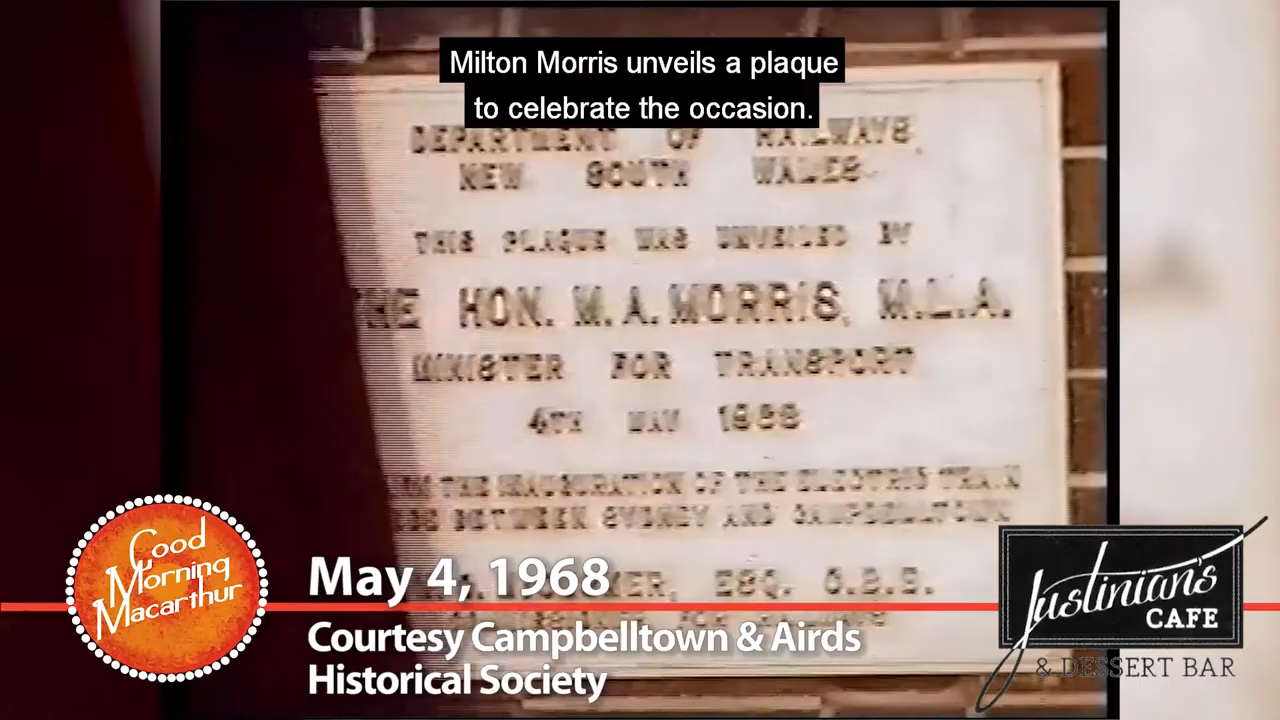 Milton Morris unveils a plaque
to celebrate the occasion.
DEPARTMENT OF RAILWAYS,
NEW SOUTH WALES
THIS PLAQUE WAS UNVEILED BY
THE HON. M. A. MORRIS, M.L.A.
MINISTER FOR TRANSPORT
4TH MAY 1968
THE INAUGURATION OF THE ELECTRIC TRAIN
BETWEEN SYDNEY AND CAMPBELLTOWN
ESQ. C.B.E.
Good
Morning
Macarthur
May 4, 1968
Courtesy Campbelltown & Airds
Historical Society
Justinian's
CAFE
& DESSERT BAR